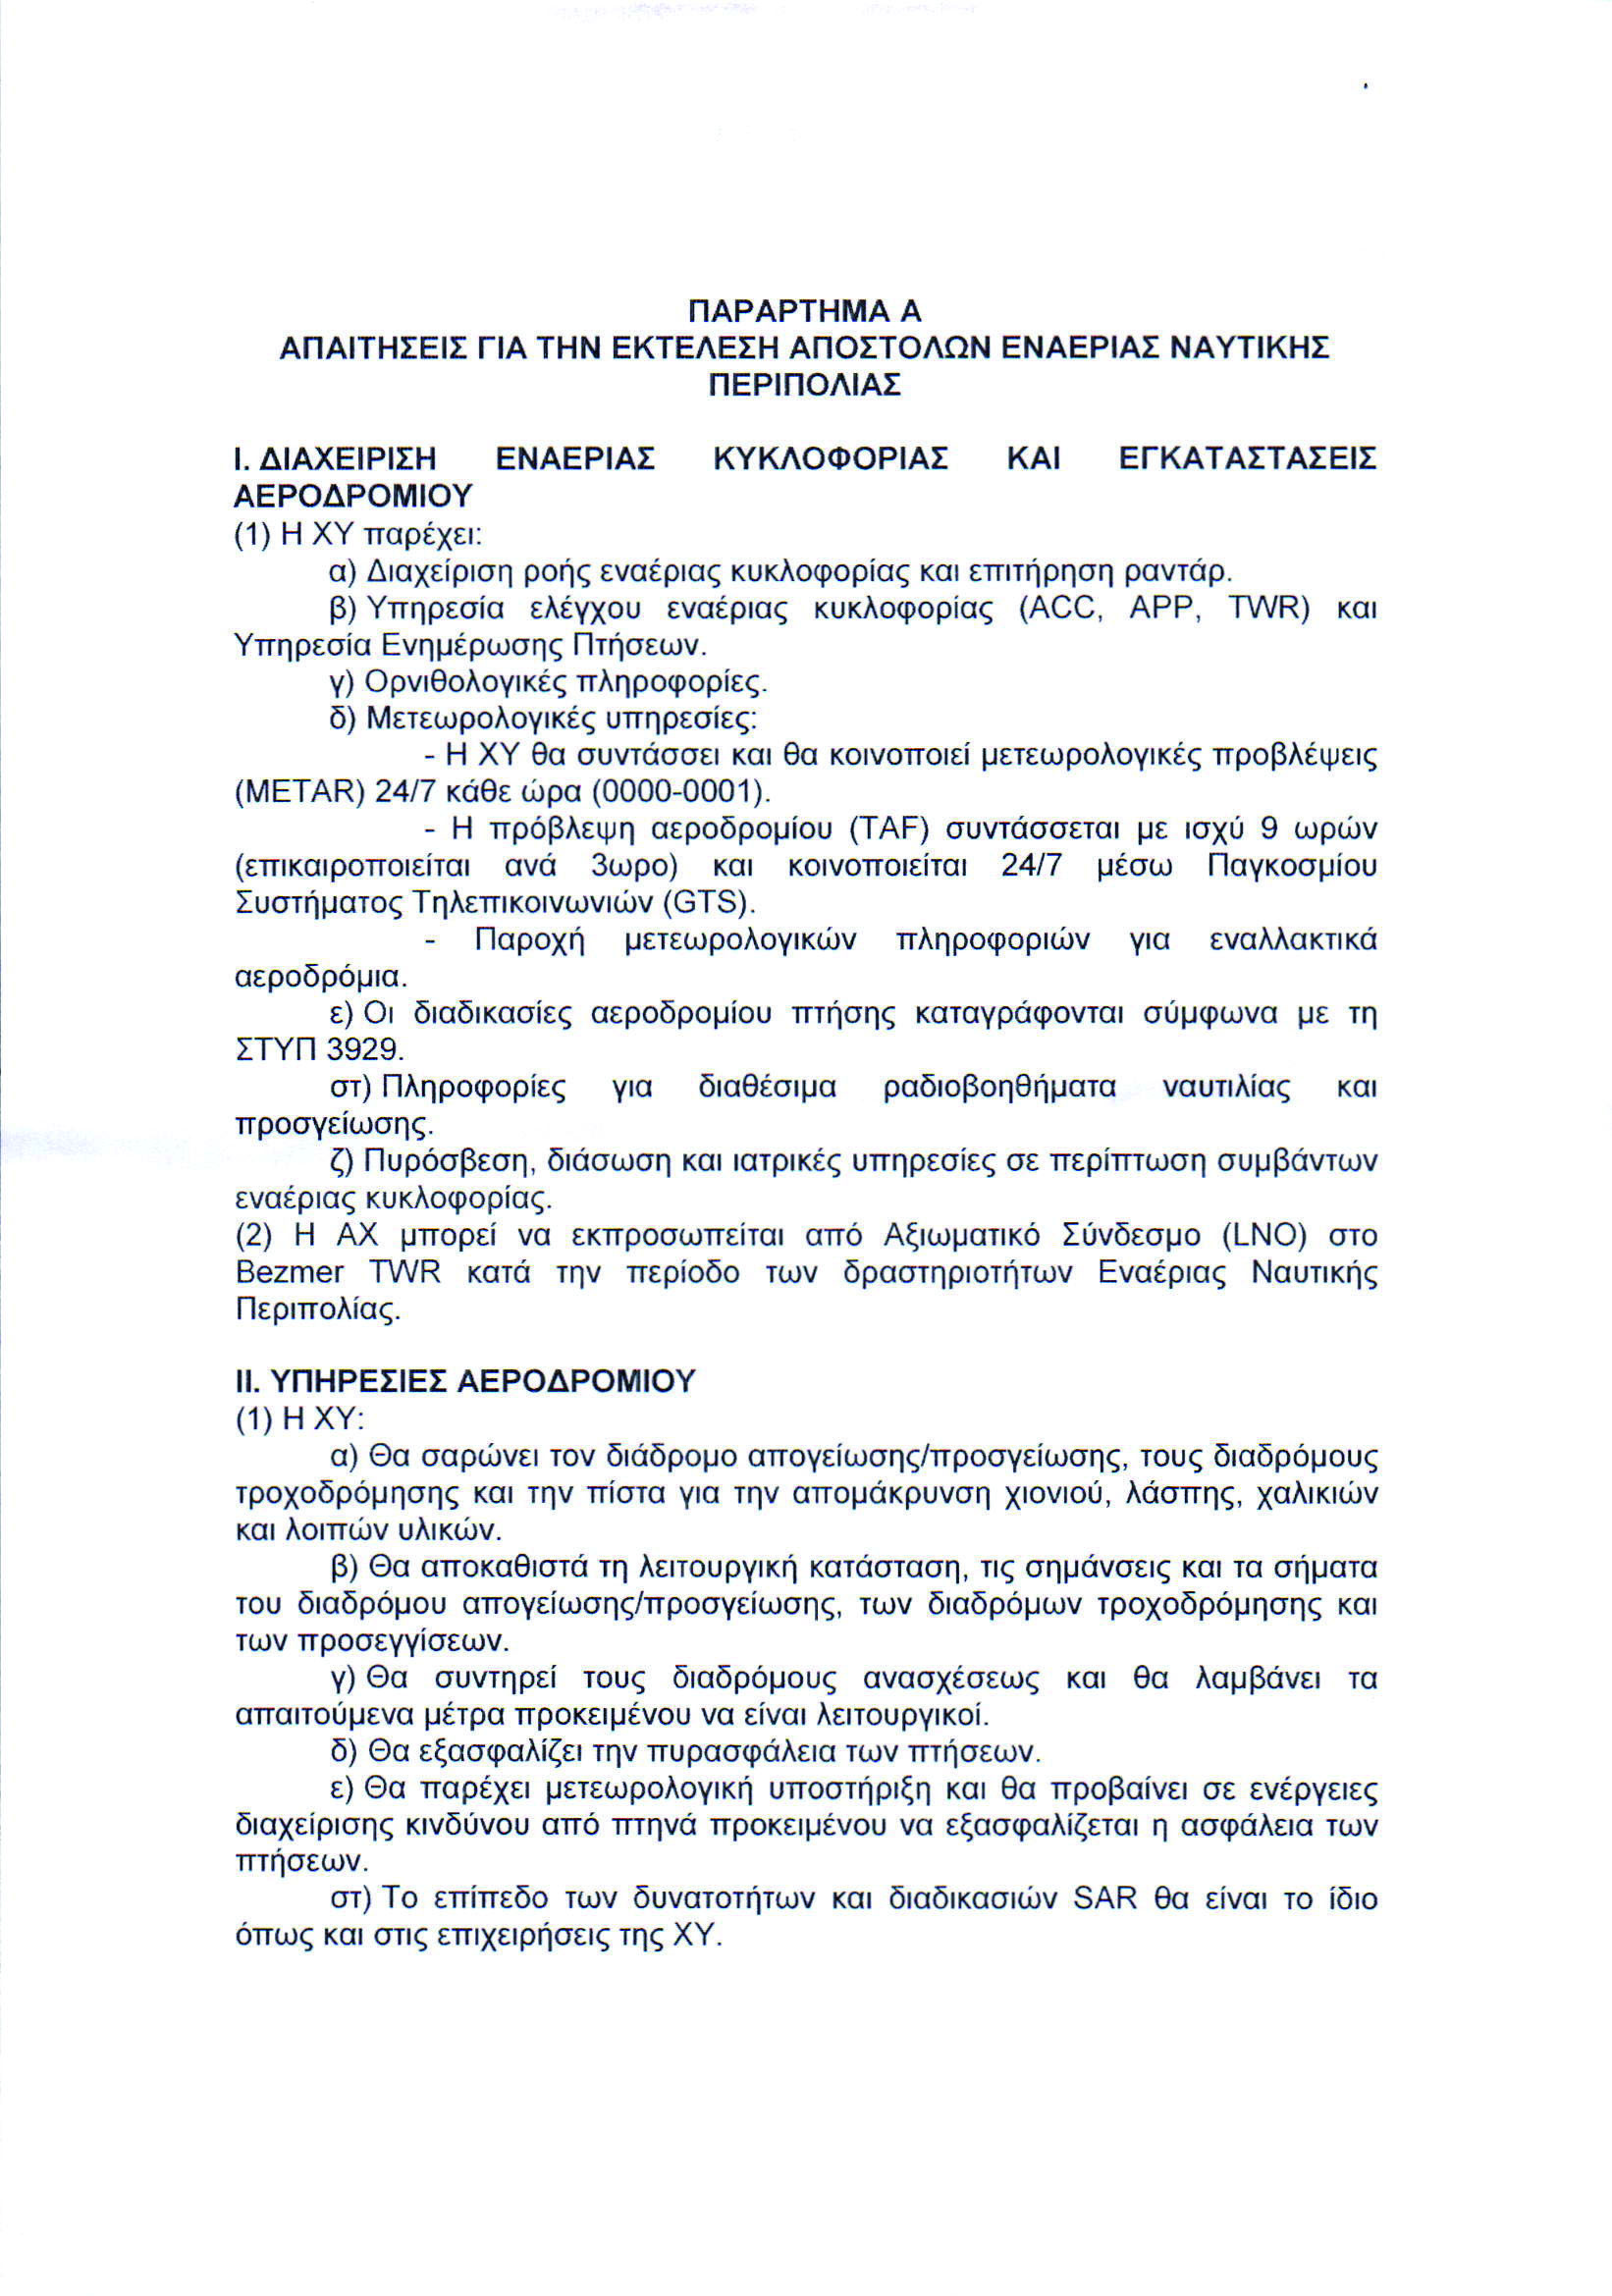 ΠΑΡΑΡΤΗΜΑ Α
ΑΠΑΙΤΗΣΕΙΣ ΓΙΑ ΤΗΝ ΕΚΤΕΛΕΣΗ ΑΠΟΣΤΟΛΩΝ ΕΝΑΕΡΙΑΣ ΝΑΥΤΙΚΗΣ
ΠΕΡΙΠΟΛΙΑΣ
Ι. ΔΙΑΧΕΙΡΙΣΗ ΕΝΑΕΡΙΑΣ ΚΥΚΛΟΦΟΡΙΑΣ ΚΑΙ ΕΓΚΑΤΑΣΤΑΣΕΙΣ
ΑΕΡΟΔΡΟΜΙΟΥ
(1) Η ΧΥ παρέχει:
α) Διαχείριση ροής εναέριας κυκλοφορίας και επιτήρηση ραντάρ.
β) Υπηρεσία ελέγχου εναέριας κυκλοφορίας (ACC, APP, TWR) και
Υπηρεσία Ενημέρωσης Πτήσεων.
γ) Ορνιθολογικές πληροφορίες.
δ) Μετεωρολογικές υπηρεσίες:
- Η ΧΥ θα συντάσσει και θα κοινοποιεί μετεωρολογικές προβλέψεις
(METAR) 24/7 κάθε ώρα (0000-0001).
- Η πρόβλεψη αεροδρομίου (TAF) συντάσσεται με ισχύ 9 ωρών
(επικαιροποιείται ανά 3ωρο) και κοινοποιείται 24/7 μέσω Παγκοσμίου
Συστήματος Τηλεπικοινωνιών (GTS).
- Παροχή μετεωρολογικών πληροφοριών για εναλλακτικά
αεροδρόμια.
ε) Οι διαδικασίες αεροδρομίου πτήσης καταγράφονται σύμφωνα με τη
ΣΤΥΠ 3929.
στ) Πληροφορίες για διαθέσιμα ραδιοβοηθήματα ναυτιλίας και
προσγείωσης.
ζ) Πυρόσβεση, διάσωση και ιατρικές υπηρεσίες σε περίπτωση συμβάντων
εναέριας κυκλοφορίας.
(2) Η ΑΧ μπορεί να εκπροσωπείται από Αξιωματικό Σύνδεσμο (LNO) στο
Bezmer TWR κατά την περίοδο των δραστηριοτήτων Εναέριας Ναυτικής
Περιπολίας.
ΙΙ. ΥΠΗΡΕΣΙΕΣ ΑΕΡΟΔΡΟΜΙΟΥ
(1) Η ΧΥ:
α) Θα σαρώνει τον διάδρομο απογείωσης/προσγείωσης, τους διαδρόμους
τροχοδρόμησης και την πίστα για την απομάκρυνση χιονιού, λάσπης, χαλικιών
και λοιπών υλικών.
β) Θα αποκαθιστά τη λειτουργική κατάσταση, τις σημάνσεις και τα σήματα
του διαδρόμου απογείωσης/προσγείωσης, των διαδρόμων τροχοδρόμησης και
των προσεγγίσεων.
γ) Θα συντηρεί τους διαδρόμους ανασχέσεως και θα λαμβάνει τα
απαιτούμενα μέτρα προκειμένου να είναι λειτουργικοί.
δ) Θα εξασφαλίζει την πυρασφάλεια των πτήσεων.
ε) Θα παρέχει μετεωρολογική υποστήριξη και θα προβαίνει σε ενέργειες
διαχείρισης κινδύνου από πτηνά προκειμένου να εξασφαλίζεται η ασφάλεια των
πτήσεων.
στ) Το επίπεδο των δυνατοτήτων και διαδικασιών SAR θα είναι το ίδιο
όπως και στις επιχειρήσεις της ΧΥ.